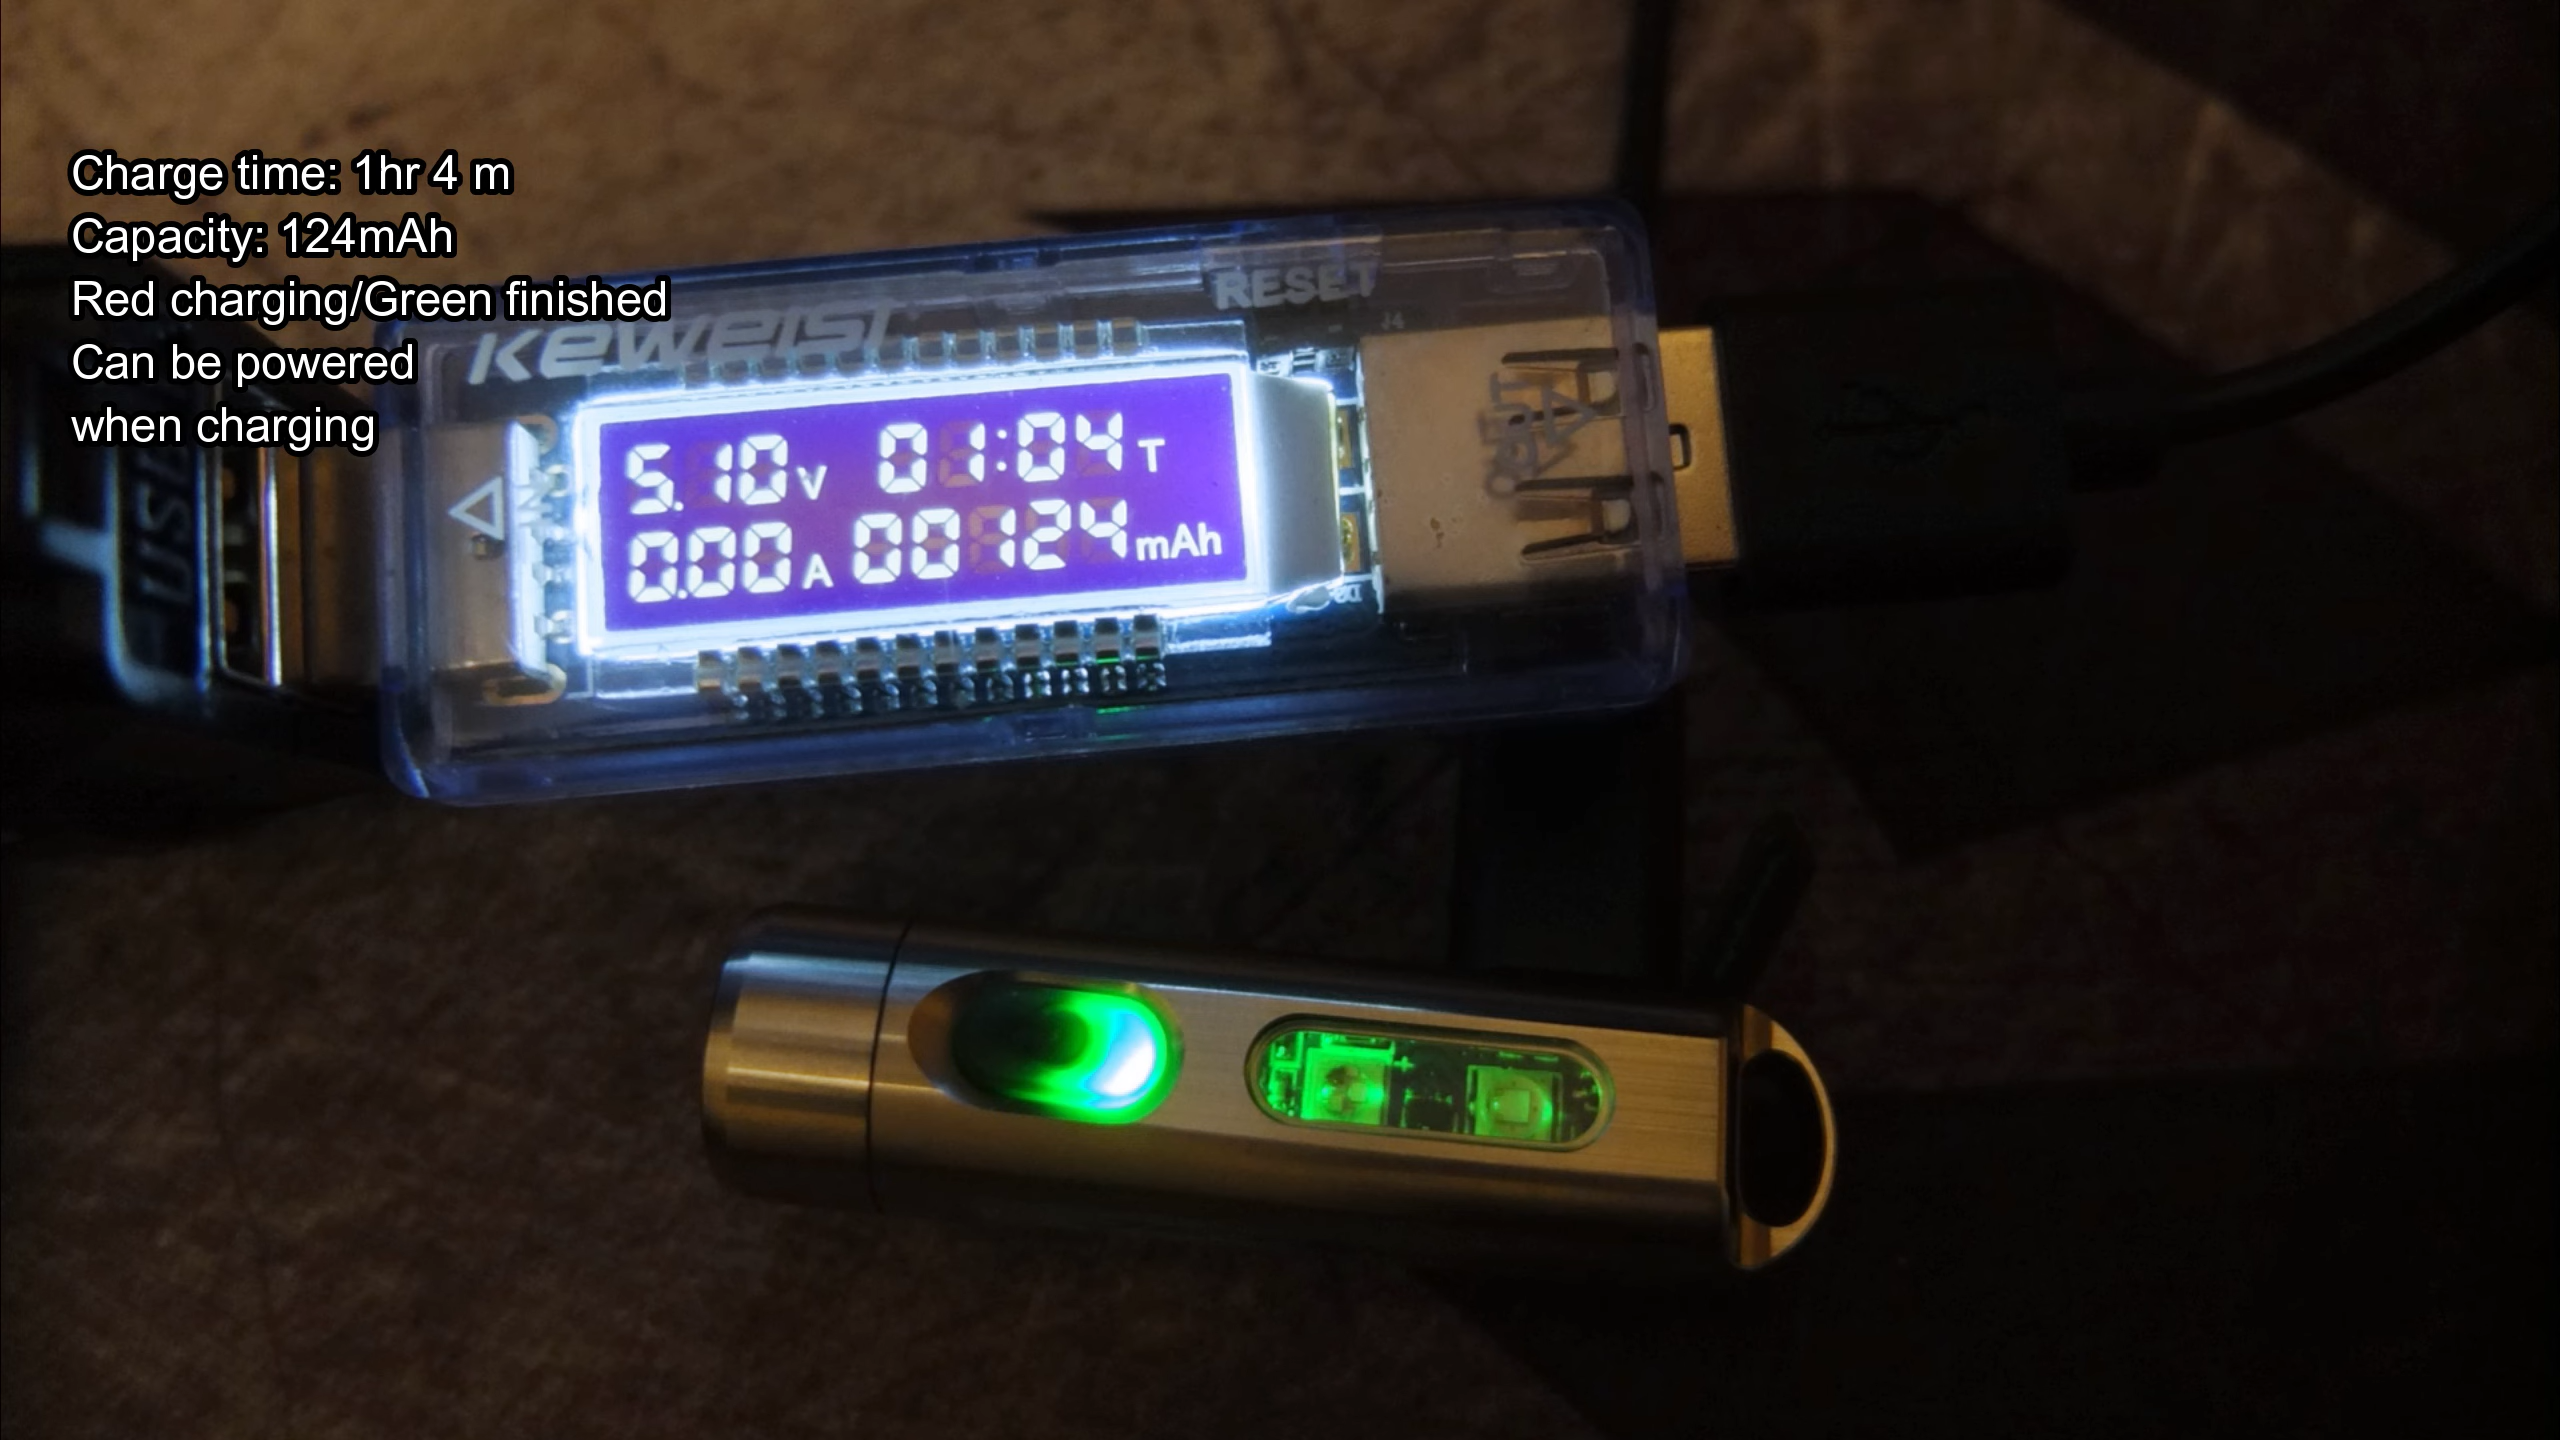 Charge time: 1hr 4 m
Capacity: 124mAh
Red charging/Green finished
Can be powered
when charging
Keweisi
RESET
J4
5.10V 01:04T
0.00A 00124mAh
USB